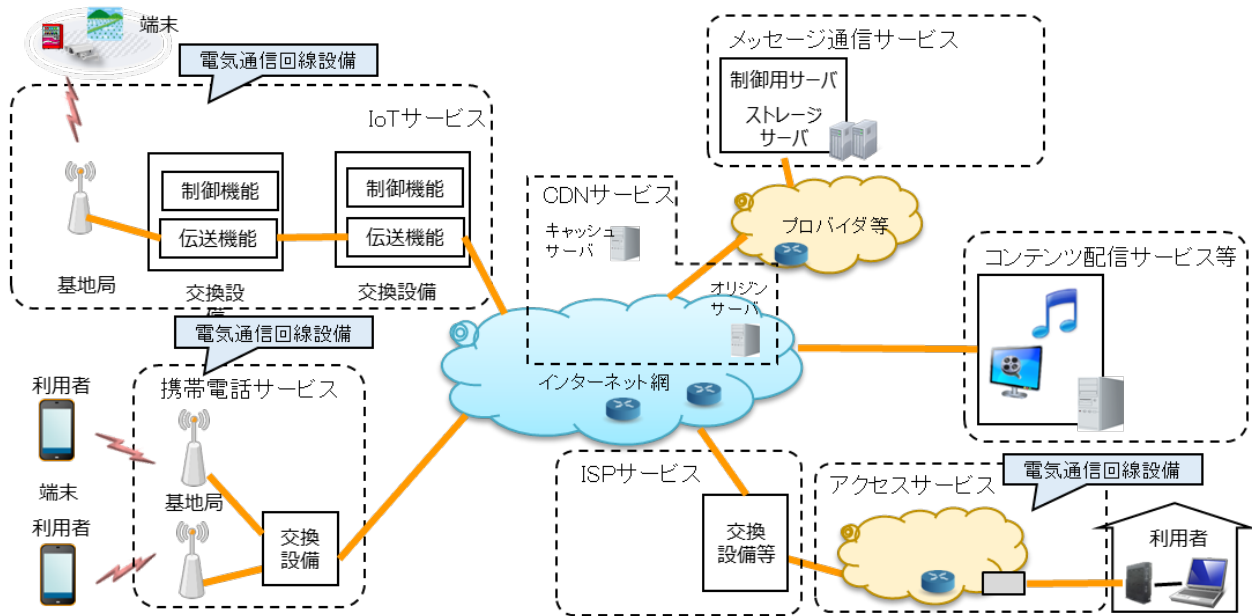 端末
電気通信回線設備
IoTサービス
制御機能
伝送機能
制御機能
伝送機能
基地局
交換設
備
交換設備
メッセージ通信サービス
制御用サーバ
ストレージ
サーバ
プロバイダ等
CDNサービス
キャッシュ
サーバ
オリジン
サーバ
インターネット網
コンテンツ配信サービス等
電気通信回線設備
携帯電話サービス
利用者
端末
利用者
基地局
交換
設備
ISPサービス
交換
設備等
アクセスサービス
電気通信回線設備
利用者